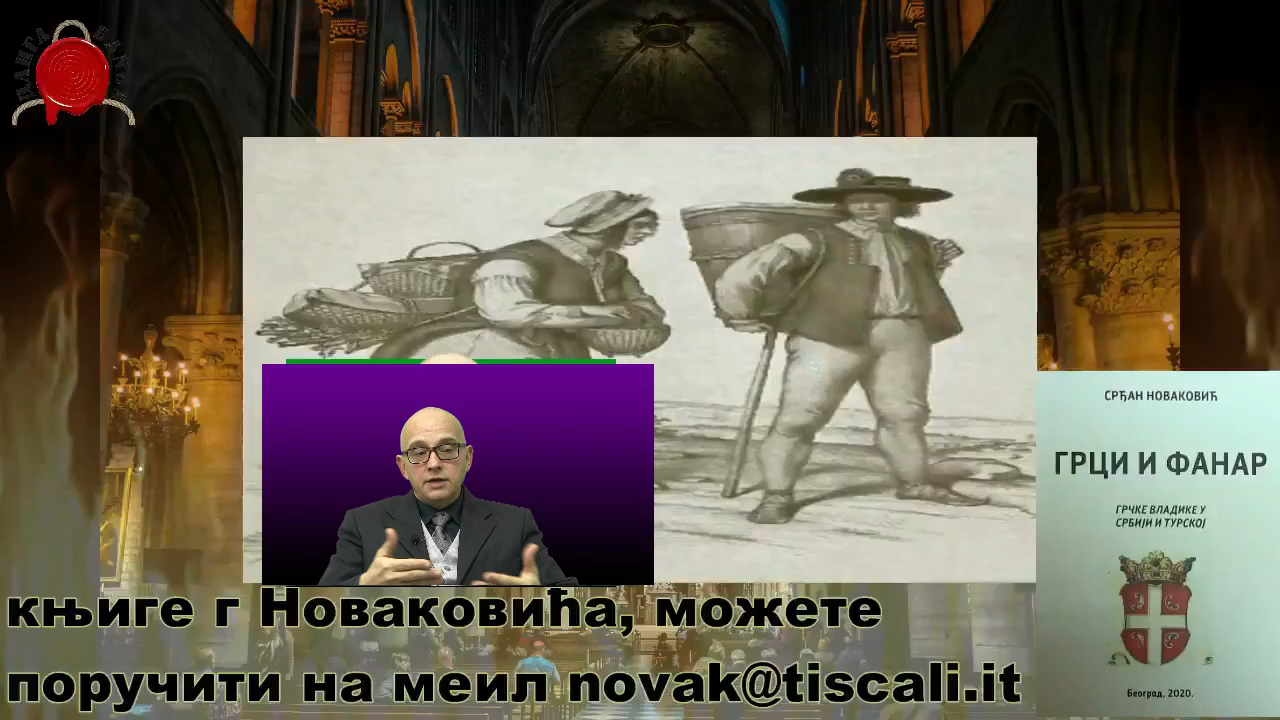 СРЂАН НОВАКОВИЋ
ГРЦИ И ФАНАР
ГРЧКЕ ВЛАДИКЕ У
СРБИЈИ И ТУРСКОЈ
Београд, 2020.
књиге г Новаковића, можете
поручити на меил novak@tiscali.it